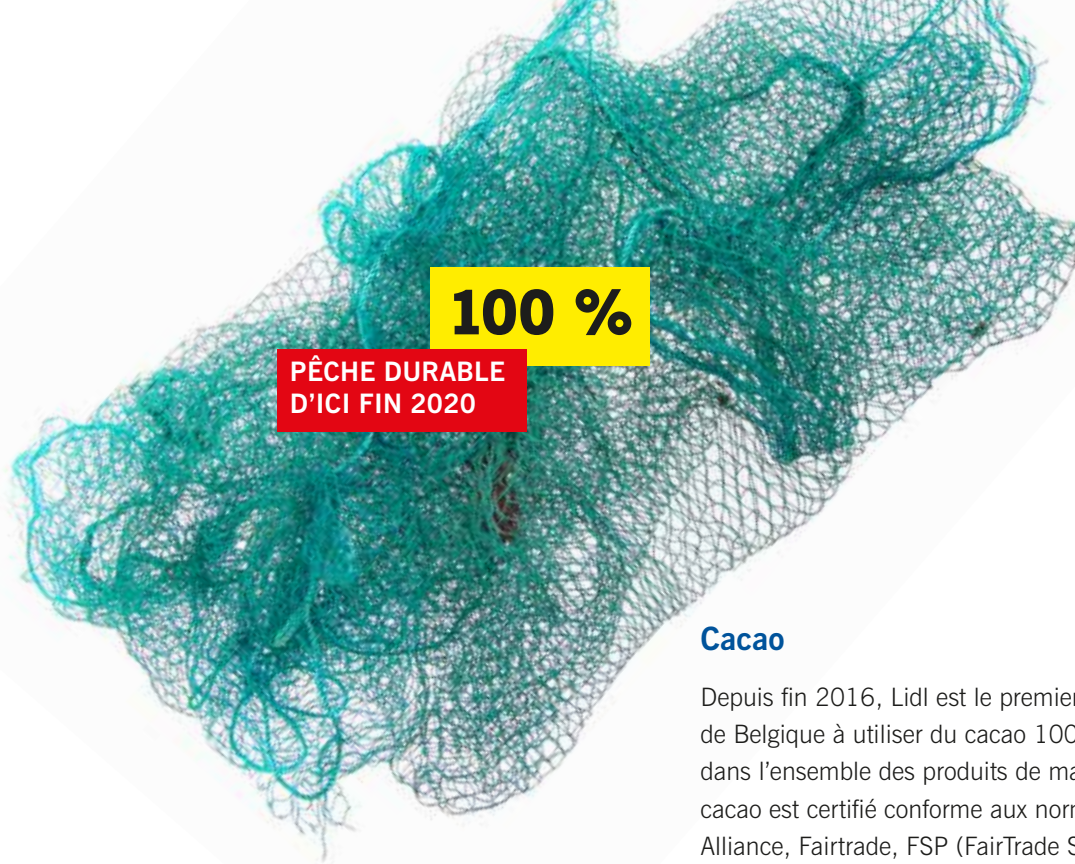 100 %
PÊCHE DURABLE
D'ICI FIN 2020
Cacao
Depuis fin 2016, Lidl est le premier
de Belgique à utiliser du cacao 100
dans l'ensemble des produits de
cacao est certifié conforme aux
Alliance, Fairtrade, FSP (FairTrade